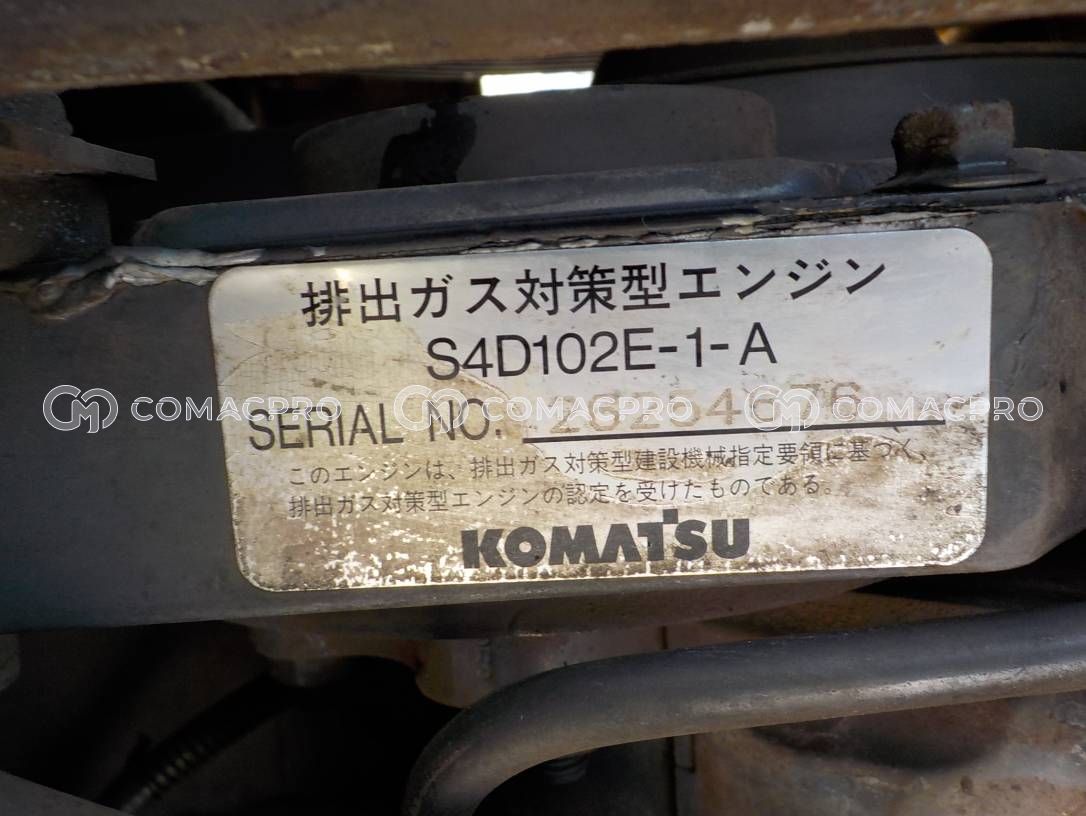 排出ガス対策型エンジン
S4D102E-1-A
SERIAL NO.
このエンジンは、排出ガス対策型建設機械指定要領に基づく、
排出ガス対策型エンジンの認定を受けたものである。
KOMATSU
COMACPRO COMACPRO COMACPRO